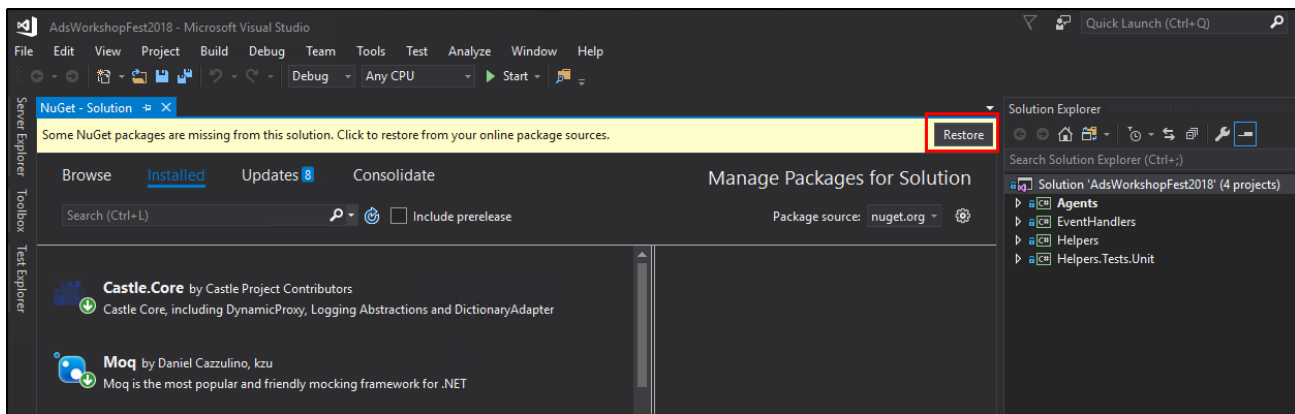 AdsWorkshopFest2018 - Microsoft Visual Studio
Quick Launch (Ctrl+Q)
File Edit View Project Build Debug Team Tools Test Analyze Window Help
Debug Any CPU Start
Server Explorer
Toolbox
Test Explorer
NuGet - Solution
Some NuGet packages are missing from this solution. Click to restore from your online package sources.
Restore
Browse Installed Updates 8 Consolidate
Manage Packages for Solution
Search (Ctrl+L)
Include prerelease
Package source: nuget.org
Castle.Core by Castle Project Contributors
Castle Core, including DynamicProxy, Logging Abstractions and DictionaryAdapter
Moq by Daniel Cazzulino, kzu
Moq is the most popular and friendly mocking framework for .NET
Solution Explorer
Search Solution Explorer (Ctrl+;)
Solution 'AdsWorkshopFest2018' (4 projects)
C# Agents
C# EventHandlers
C# Helpers
C# Helpers.Tests.Unit